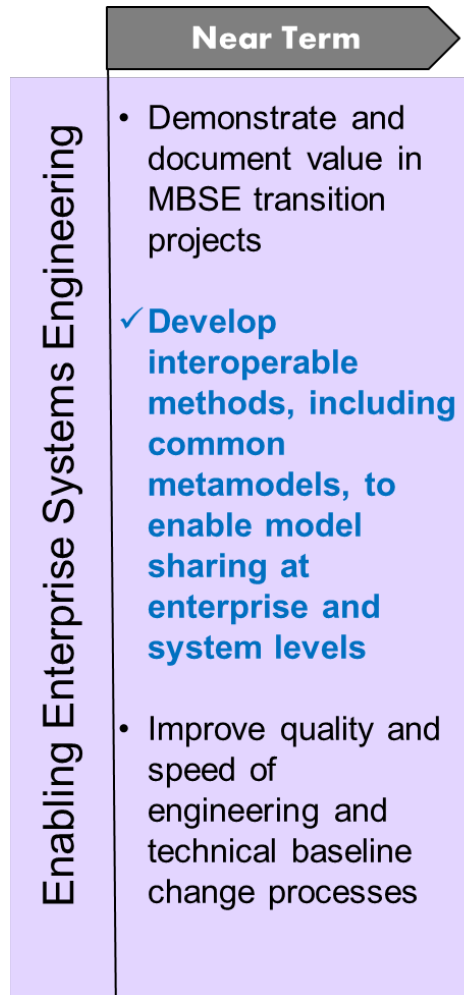 Near Term
Enabling Enterprise Systems Engineering
• Demonstrate and
document value in
MBSE transition
projects
✓ Develop
interoperable
methods, including
common
metamodels, to
enable model
sharing at
enterprise and
system levels
• Improve quality and
speed of
engineering and
technical baseline
change processes